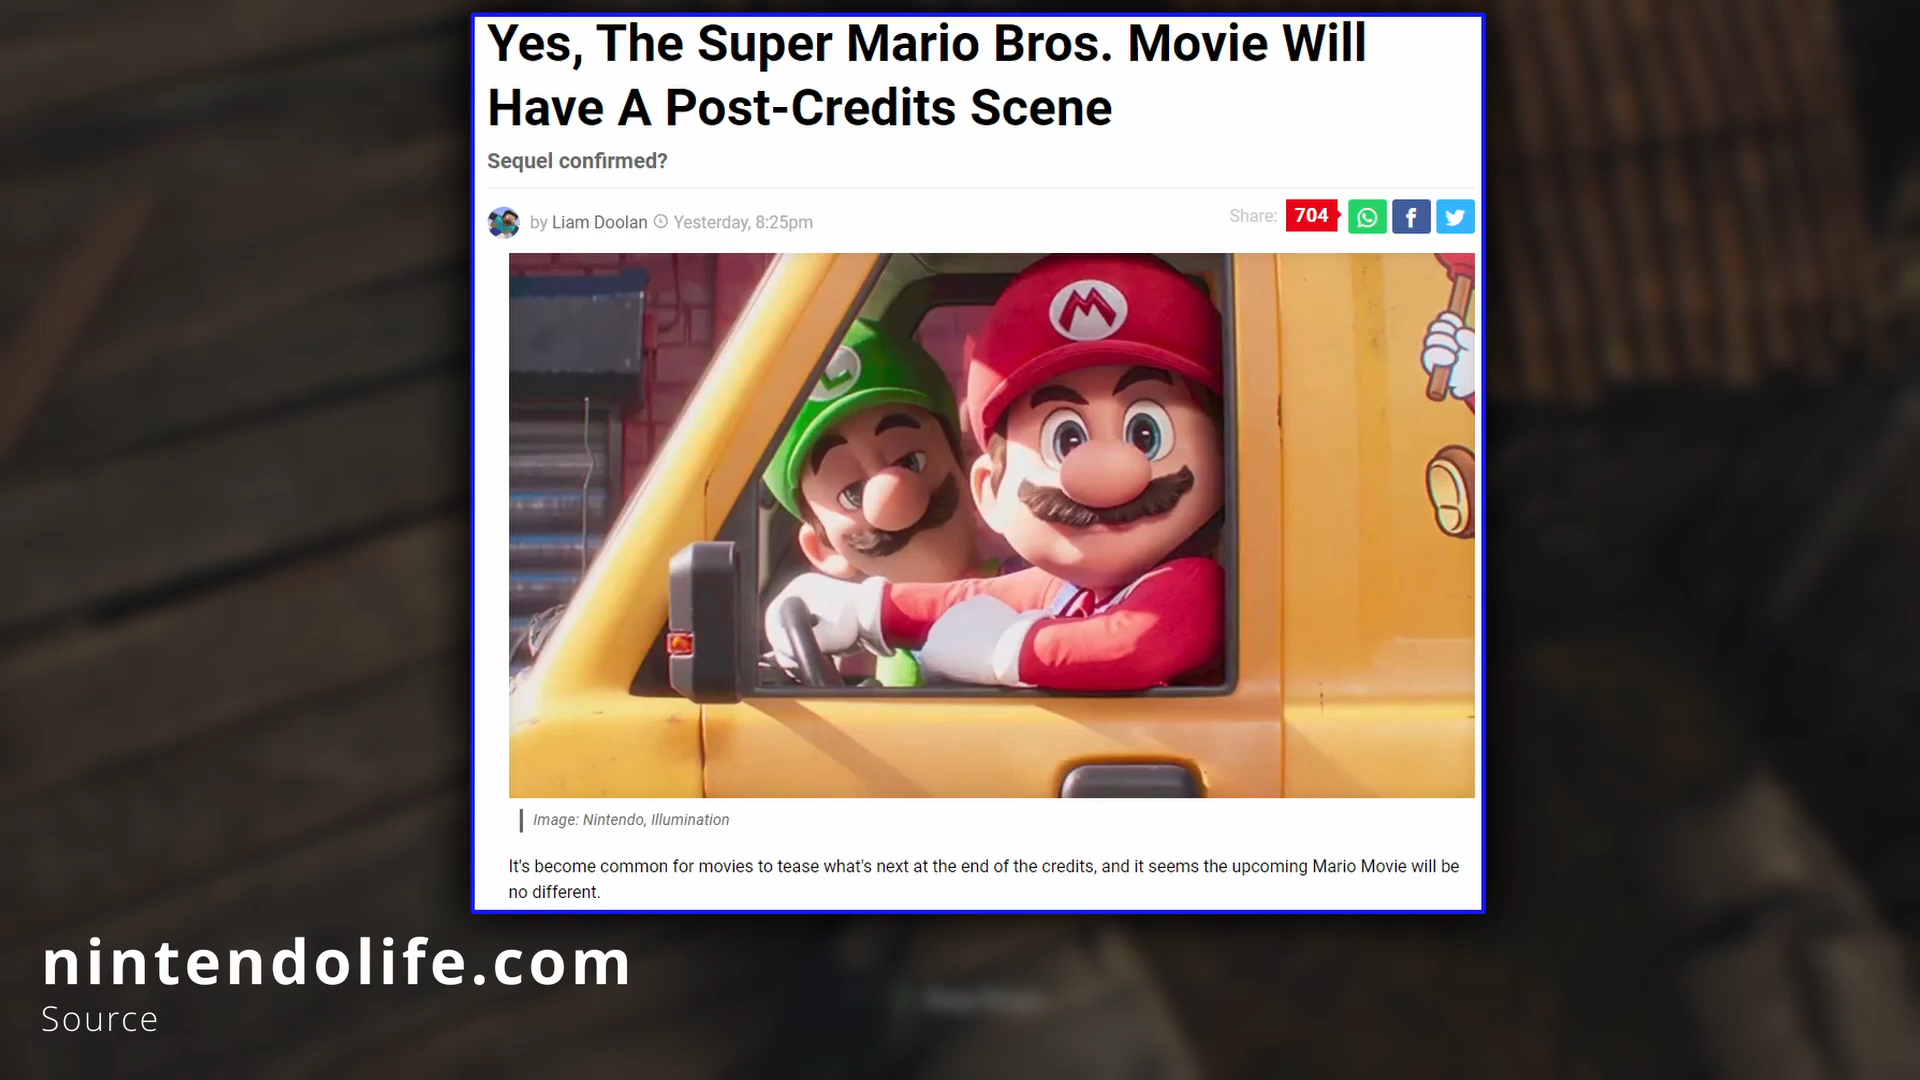 Yes, The Super Mario Bros. Movie Will
Have A Post-Credits Scene
Sequel confirmed?
by Liam Doolan Yesterday, 8:25pm
Share: 704
M
L
Image: Nintendo, Illumination
It's become common for movies to tease what's next at the end of the credits, and it seems the upcoming Mario Movie will be
no different.
nintendolife.com
Source